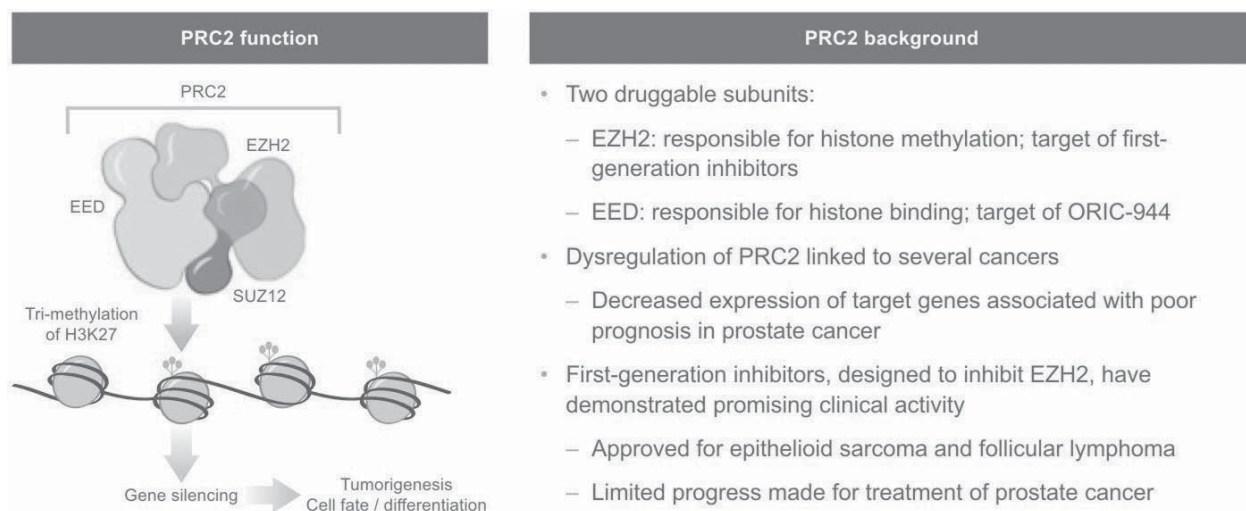 PRC2 function
PRC2
EZH2
EED
SUZ12
Tri-methylation
of H3K27
Gene silencing
Tumorigenesis
Cell fate / differentiation
PRC2 background
• Two druggable subunits:
– EZH2: responsible for histone methylation; target of first-
generation inhibitors
– EED: responsible for histone binding; target of ORIC-944
• Dysregulation of PRC2 linked to several cancers
– Decreased expression of target genes associated with poor
prognosis in prostate cancer
• First-generation inhibitors, designed to inhibit EZH2, have
demonstrated promising clinical activity
– Approved for epithelioid sarcoma and follicular lymphoma
– Limited progress made for treatment of prostate cancer